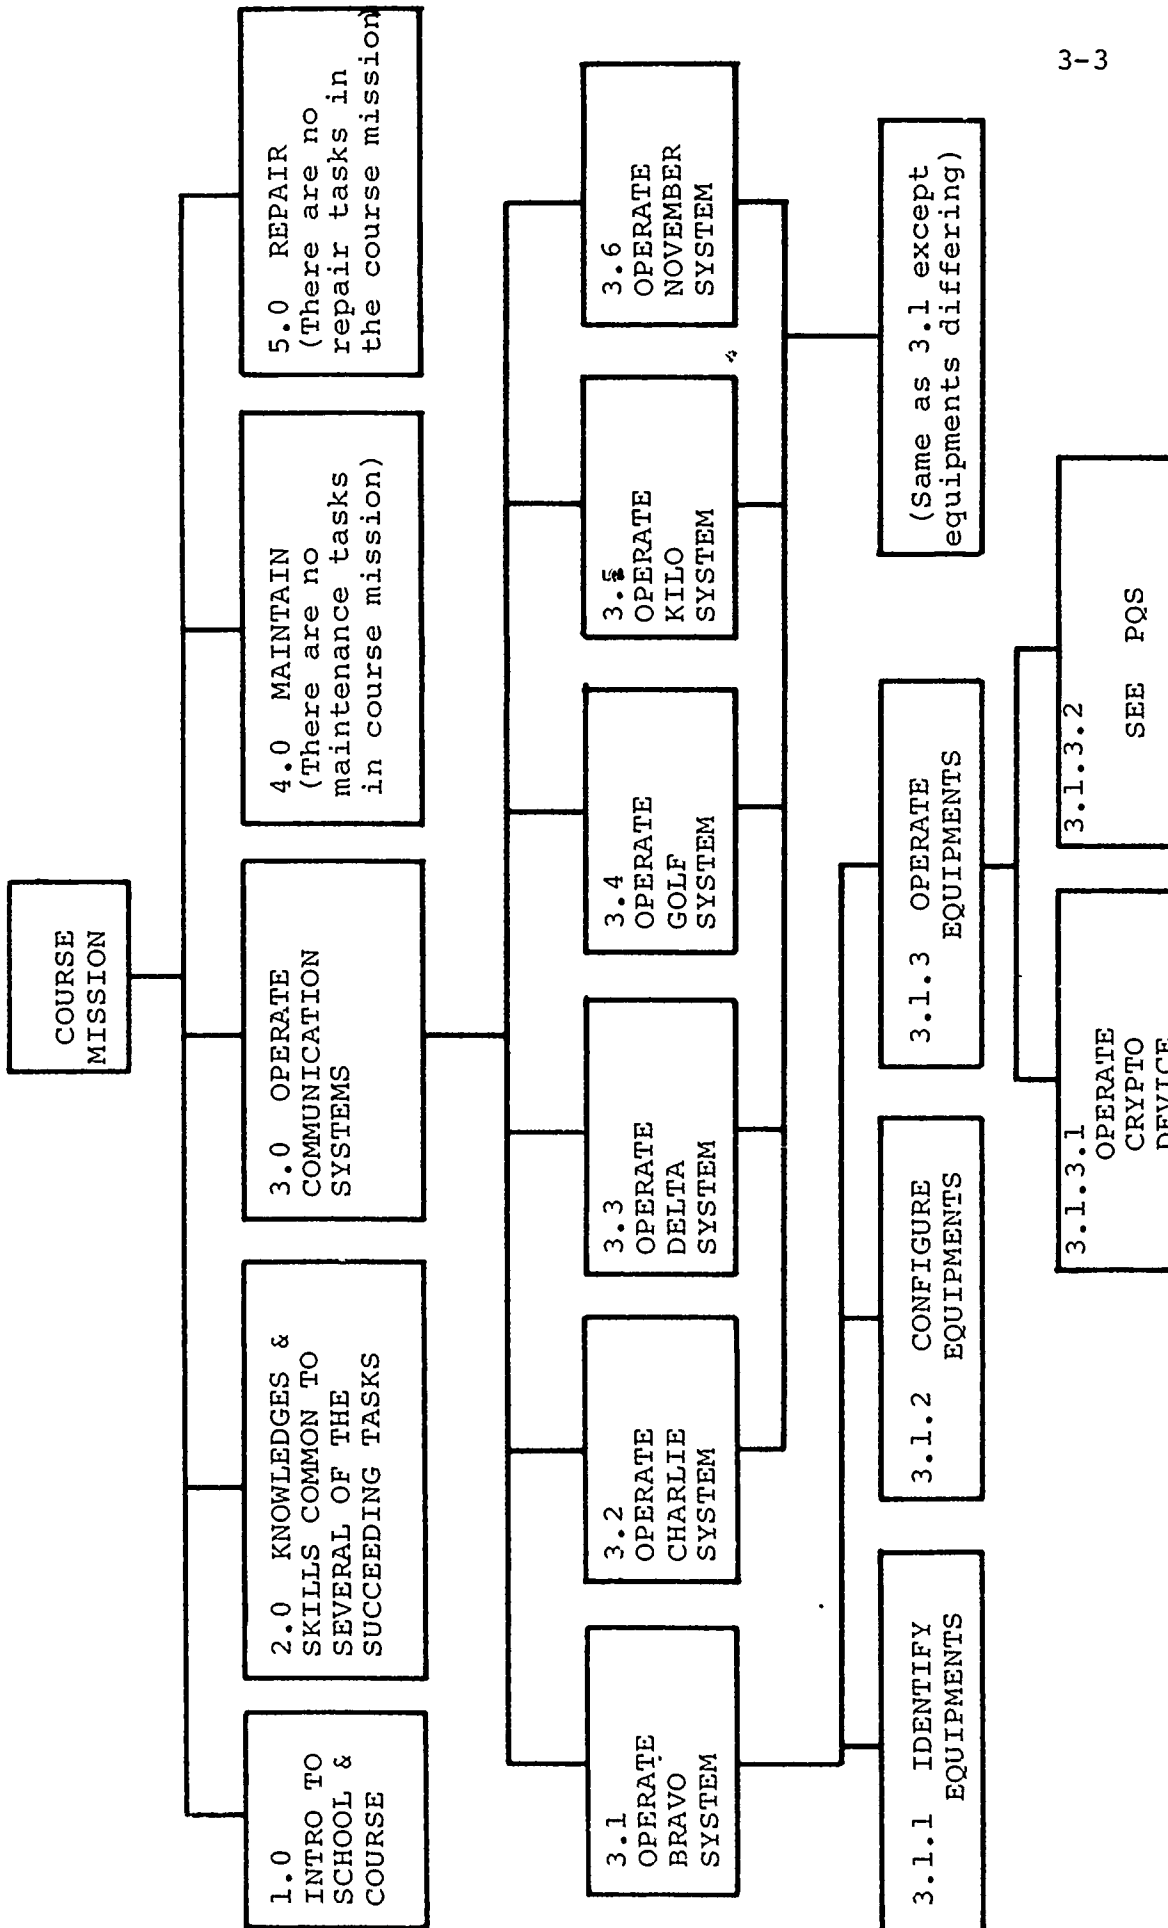 3-3
COURSE
MISSION
1.0
INTRO TO
SCHOOL &
COURSE
2.0 KNOWLEDGES &
SKILLS COMMON TO
SEVERAL OF THE
SUCCEEDING TASKS
3.0 OPERATE
COMMUNICATION
SYSTEMS
4.0 MAINTAIN
(There are no
maintenance tasks
in course mission)
5.0 REPAIR
(There are no
repair tasks in
the course mission)
3.1
OPERATE
BRAVO
SYSTEM
3.2
OPERATE
CHARLIE
SYSTEM
3.3
OPERATE
DELTA
SYSTEM
3.4
OPERATE
GOLF
SYSTEM
3.5
OPERATE
KILO
SYSTEM
3.6
OPERATE
NOVEMBER
SYSTEM
3.1.1 IDENTIFY
EQUIPMENTS
3.1.2 CONFIGURE
EQUIPMENTS
3.1.3 OPERATE
EQUIPMENTS
(Same as 3.1 except
equipments differing)
3.1.3.1
OPERATE
CRYPTO
DEVICE
3.1.3.2
SEE PQS